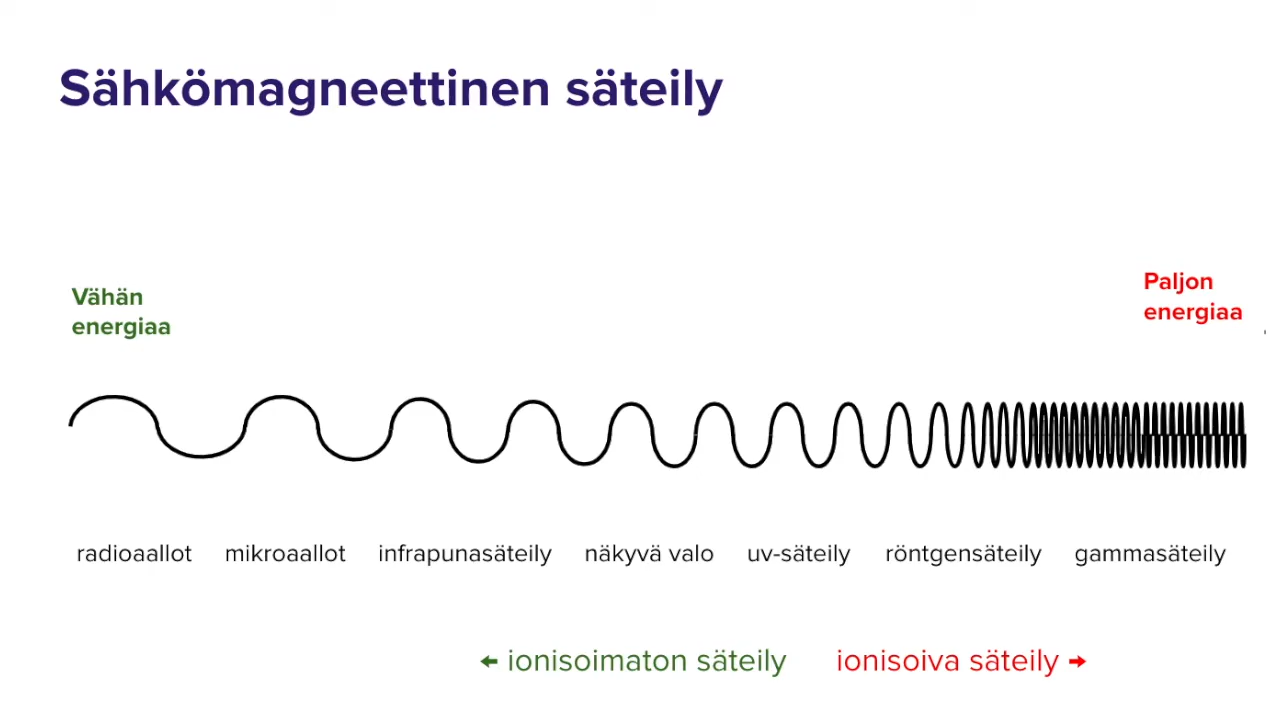 Sähkömagneettinen säteily
Vähän
energiaa
Paljon
energiaa
radioaallot mikroaallot infrapunasäteily näkyvä valo uv-säteily röntgensäteily gammasäteily
← ionisoimaton säteily ionisoiva säteily →